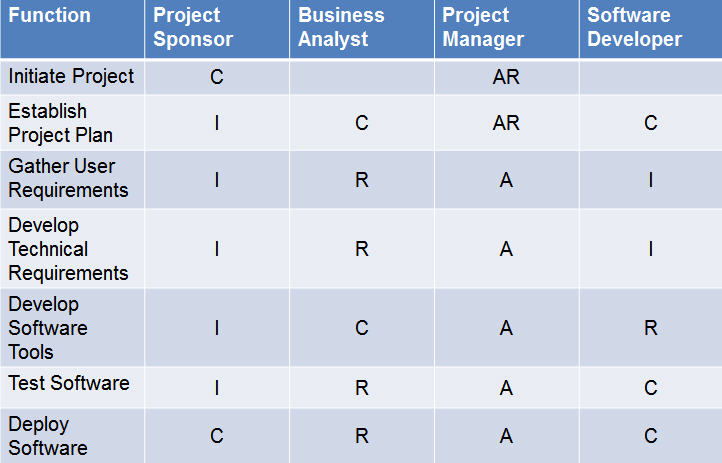 Function Project Sponsor Business Analyst Project Manager Software Developer
Initiate Project C AR
Establish Project Plan I C AR C
Gather User Requirements I R A I
Develop Technical Requirements I R A I
Develop Software Tools I C A R
Test Software I R A C
Deploy Software C R A C